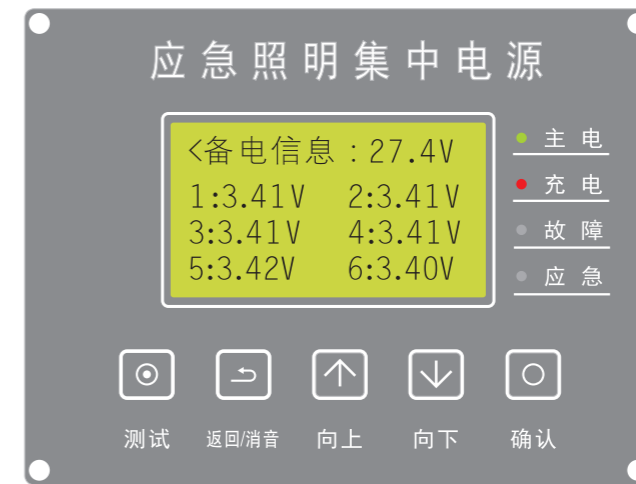 应急照明集中电源
<备电信息：27.4V
1:3.41V 2:3.41V
3:3.41V 4:3.41V
5:3.42V 6:3.40V
主电
充电
故障
应急
测试 返回/消音 向上 向下 确认